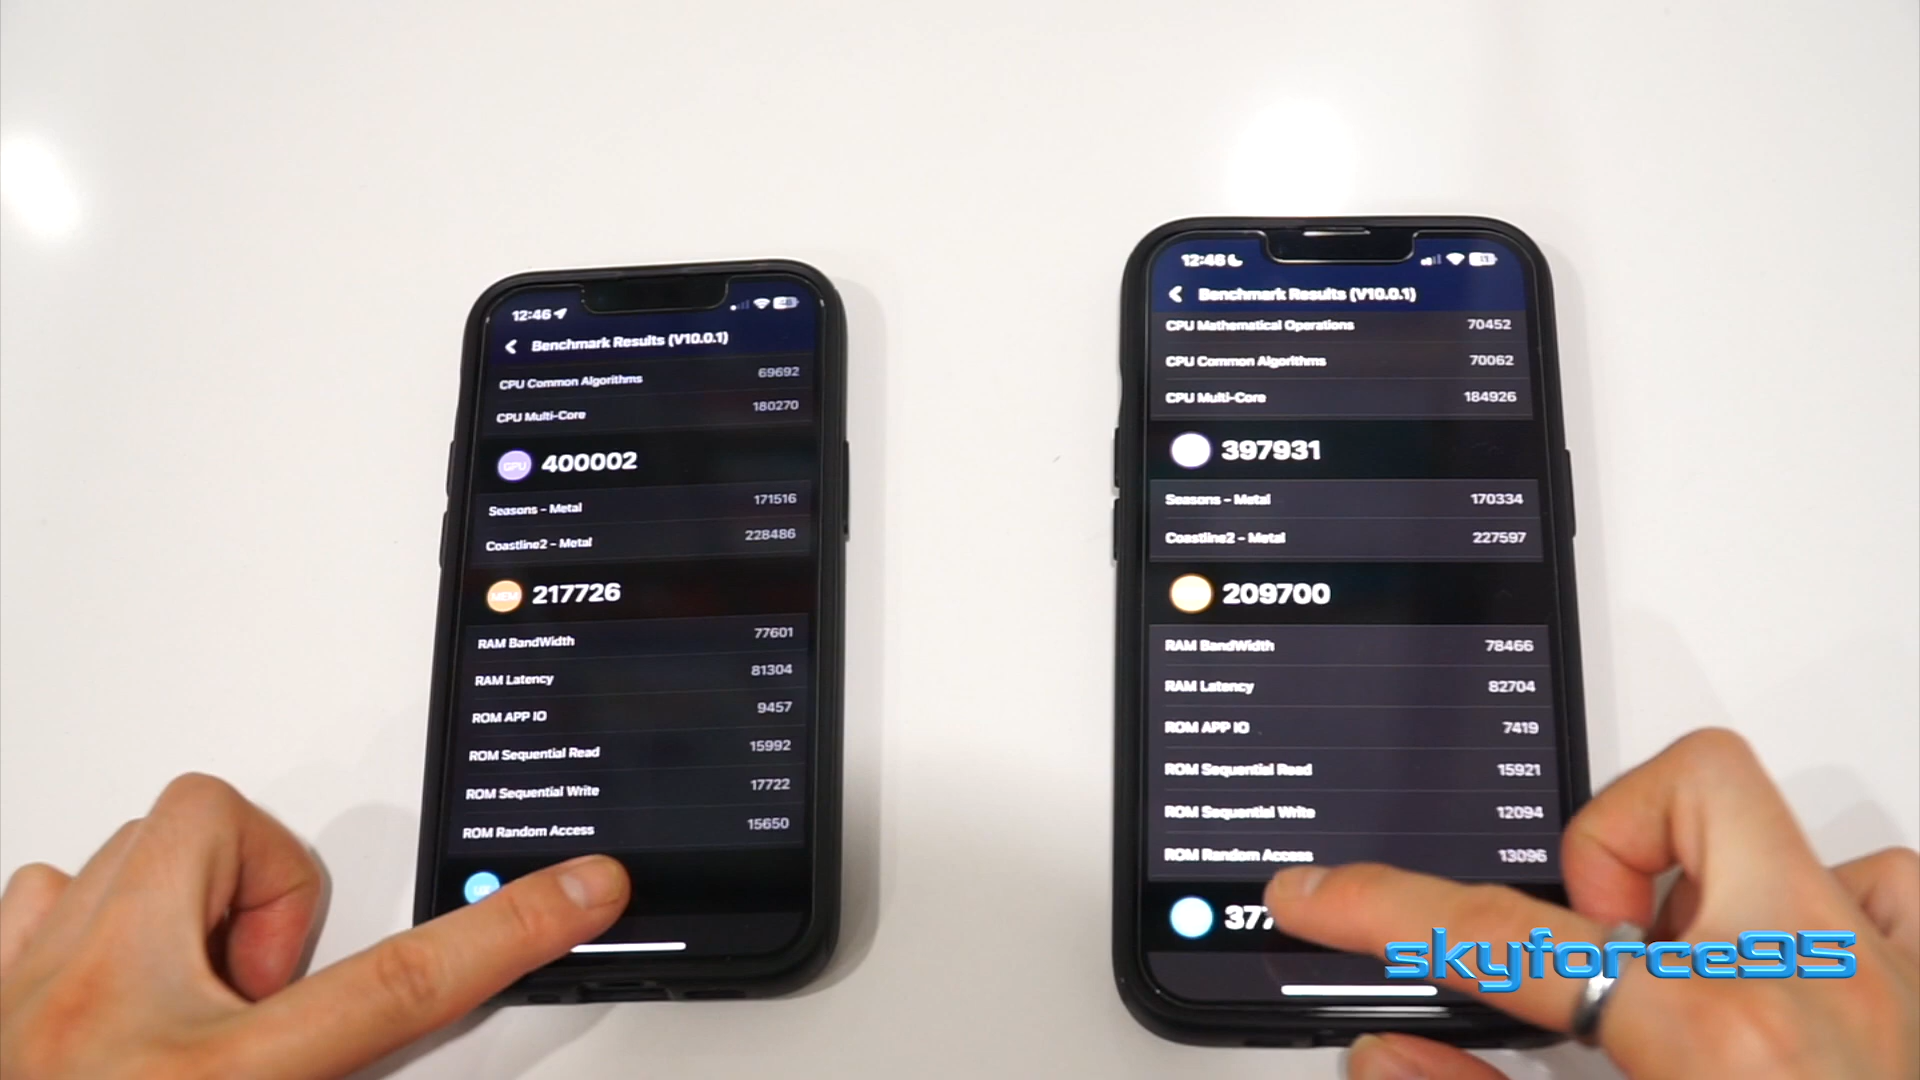 12:46
Benchmark Results (V10.0.1)
CPU Common Algorithms 69692
CPU Multi-Core 180270
GPU 400002
Seasons - Metal 171516
Coastline2 - Metal 228486
MEM 217726
RAM BandWidth 77601
RAM Latency 81304
ROM APP IO 9457
ROM Sequential Read 15992
ROM Sequential Write 17722
ROM Random Access 15650
UX
12:46
Benchmark Results (V10.0.1)
CPU Mathematical Operations 70452
CPU Common Algorithms 70062
CPU Multi-Core 184926
397931
Seasons - Metal 170334
Coastline2 - Metal 227597
209700
RAM BandWidth 78466
RAM Latency 82704
ROM APP IO 7419
ROM Sequential Read 15921
ROM Sequential Write 12094
ROM Random Access 13096
skyforce95